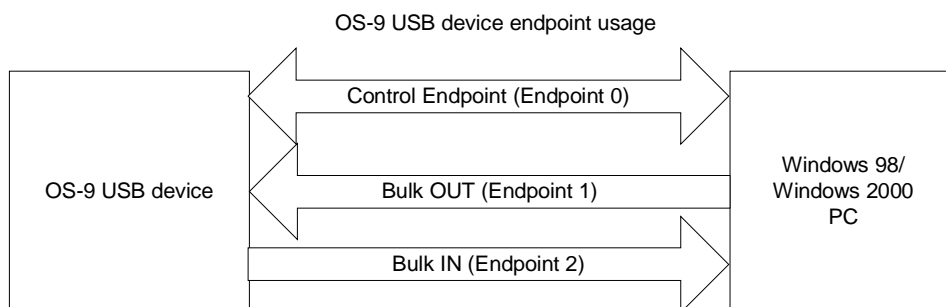 OS-9 USB device endpoint usage
Control Endpoint (Endpoint 0)
OS-9 USB device
Bulk OUT (Endpoint 1)
Windows 98/
Windows 2000
PC
Bulk IN (Endpoint 2)